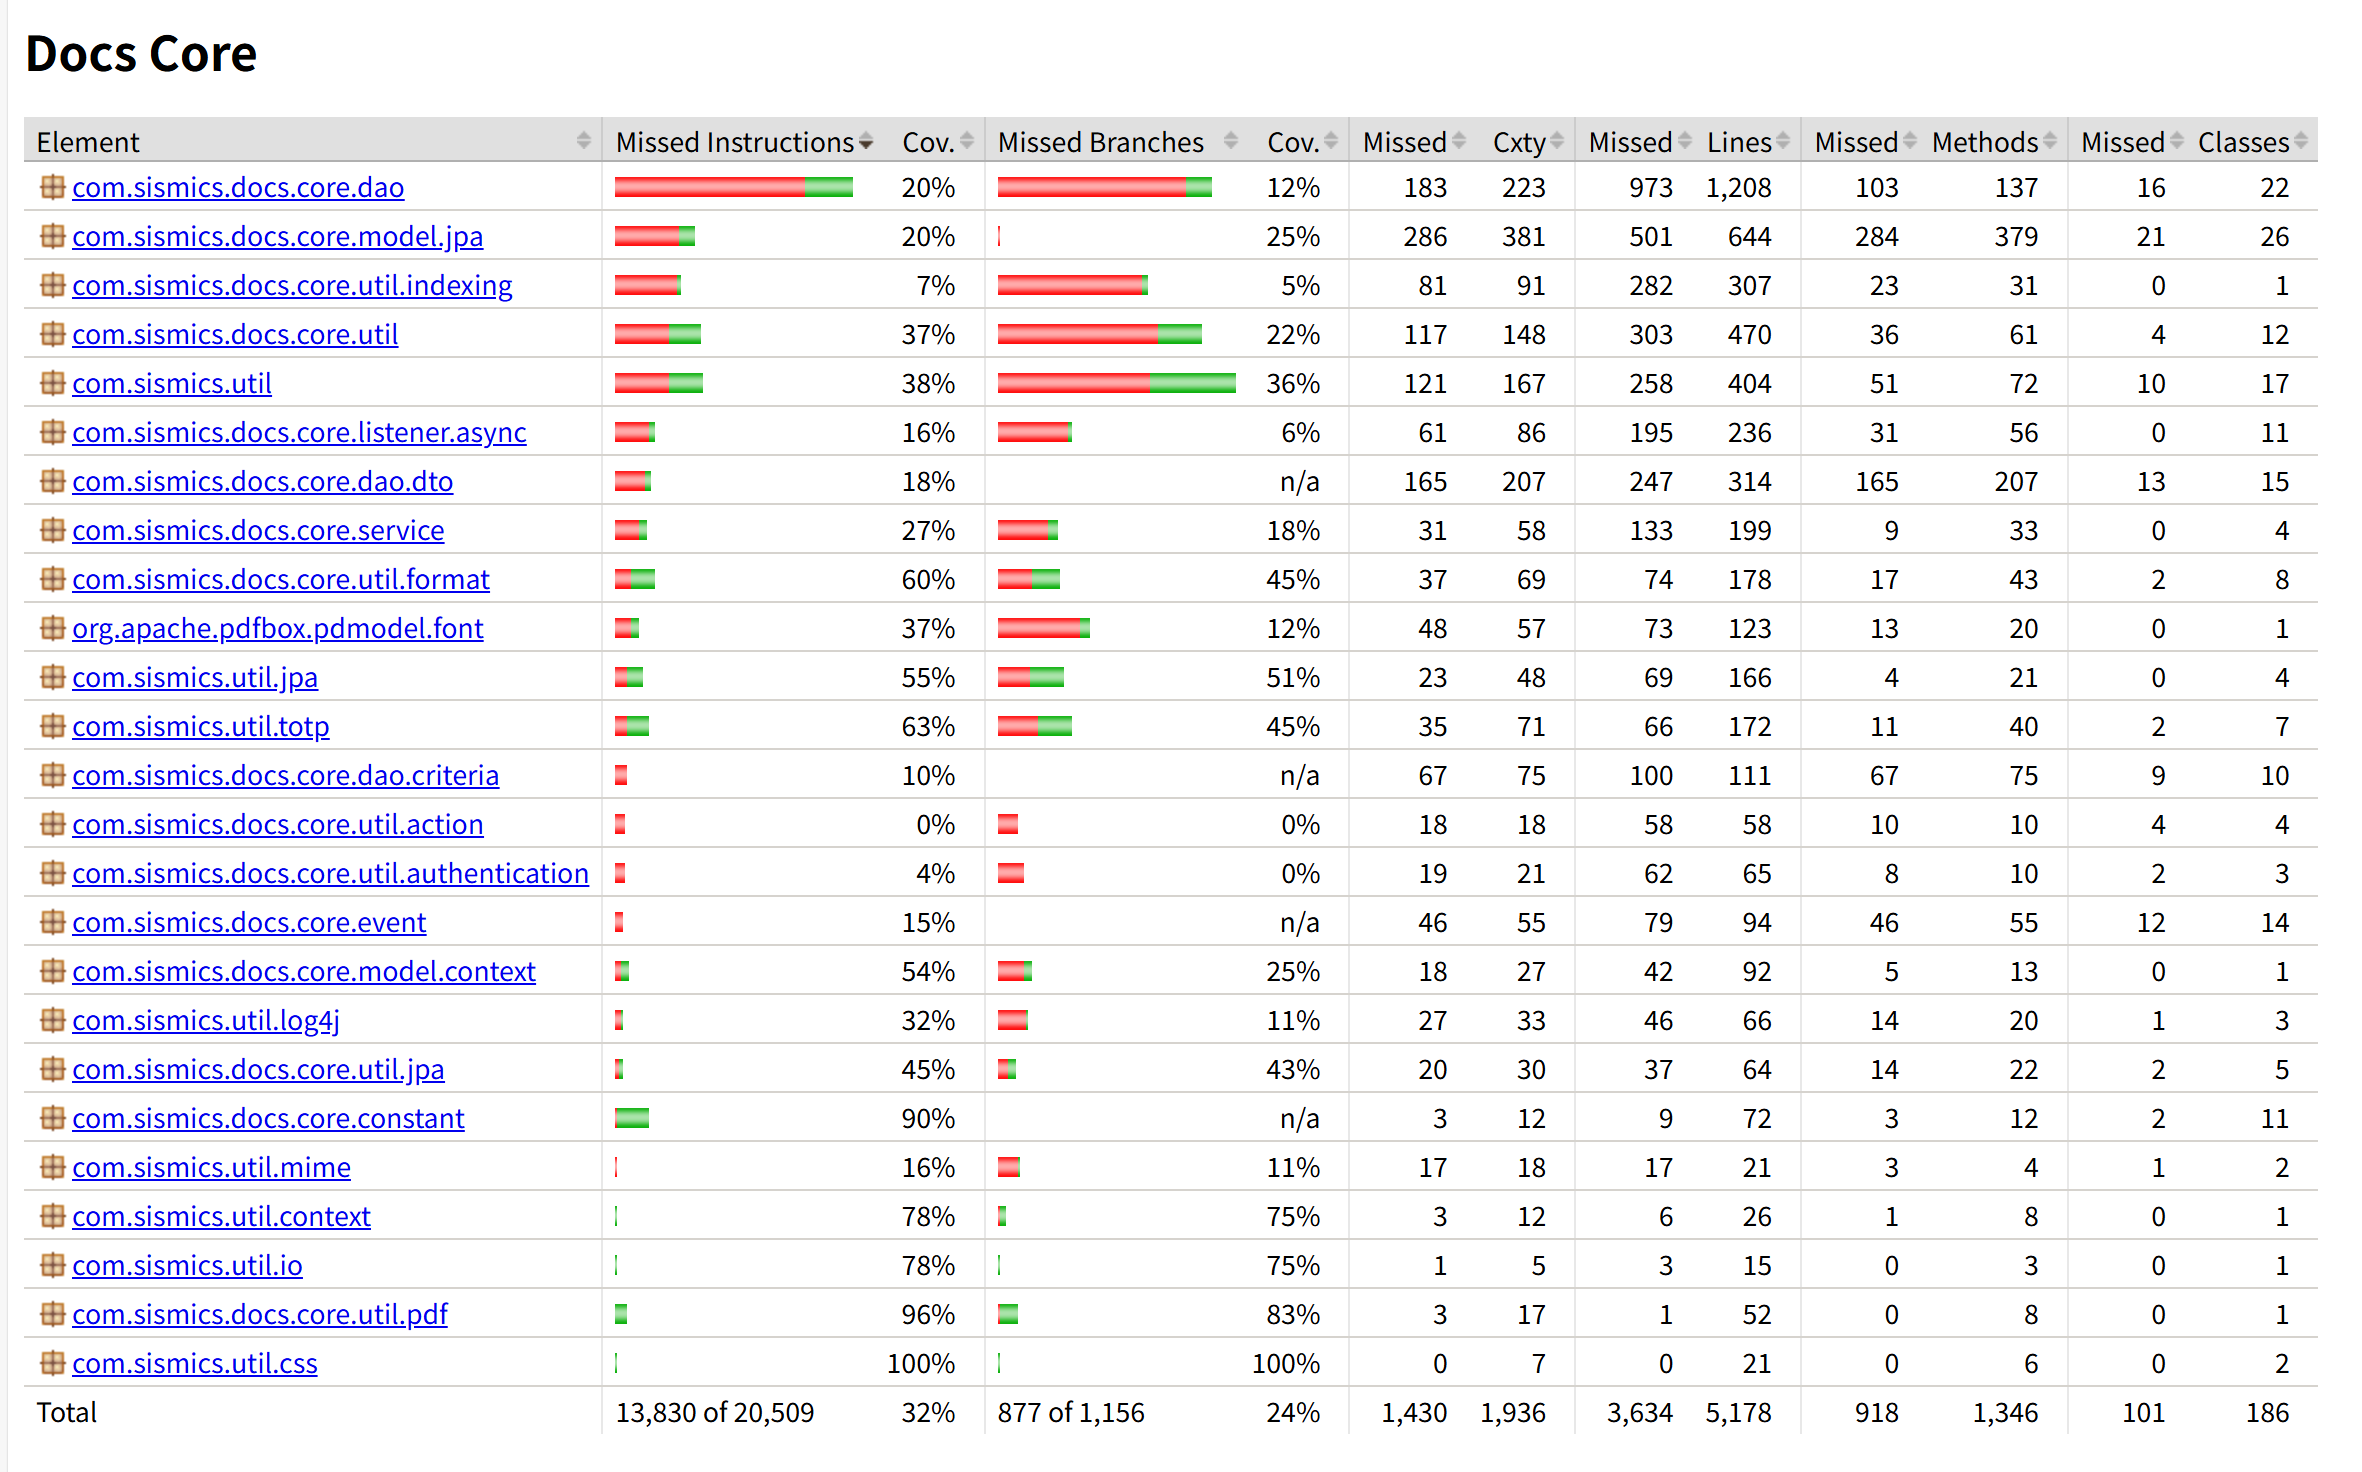 Docs Core
Element Missed Instructions Cov. Missed Branches Cov. Missed Cxty Missed Lines Missed Methods Missed Classes
com.sismics.docs.core.dao 20% 12% 183 223 973 1,208 103 137 16 22
com.sismics.docs.core.model.jpa 20% 25% 286 381 501 644 284 379 21 26
com.sismics.docs.core.util.indexing 7% 5% 81 91 282 307 23 31 0 1
com.sismics.docs.core.util 37% 22% 117 148 303 470 36 61 4 12
com.sismics.util 38% 36% 121 167 258 404 51 72 10 17
com.sismics.docs.core.listener.async 16% 6% 61 86 195 236 31 56 0 11
com.sismics.docs.core.dao.dto 18% n/a 165 207 247 314 165 207 13 15
com.sismics.docs.core.service 27% 18% 31 58 133 199 9 33 0 4
com.sismics.docs.core.util.format 60% 45% 37 69 74 178 17 43 2 8
org.apache.pdfbox.pdmodel.font 37% 12% 48 57 73 123 13 20 0 1
com.sismics.util.jpa 55% 51% 23 48 69 166 4 21 0 4
com.sismics.util.totp 63% 45% 35 71 66 172 11 40 2 7
com.sismics.docs.core.dao.criteria 10% n/a 67 75 100 111 67 75 9 10
com.sismics.docs.core.util.action 0% 0% 18 18 58 58 10 10 4 4
com.sismics.docs.core.util.authentication 4% 0% 19 21 62 65 8 10 2 3
com.sismics.docs.core.event 15% n/a 46 55 79 94 46 55 12 14
com.sismics.docs.core.model.context 54% 25% 18 27 42 92 5 13 0 1
com.sismics.util.log4j 32% 11% 27 33 46 66 14 20 1 3
com.sismics.docs.core.util.jpa 45% 43% 20 30 37 64 14 22 2 5
com.sismics.docs.core.constant 90% n/a 3 12 9 72 3 12 2 11
com.sismics.util.mime 16% 11% 17 18 17 21 3 4 1 2
com.sismics.util.context 78% 75% 3 12 6 26 1 8 0 1
com.sismics.util.io 78% 75% 1 5 3 15 0 3 0 1
com.sismics.docs.core.util.pdf 96% 83% 3 17 1 52 0 8 0 1
com.sismics.util.css 100% 100% 0 7 0 21 0 6 0 2
Total 13,830 of 20,509 32% 877 of 1,156 24% 1,430 1,936 3,634 5,178 918 1,346 101 186